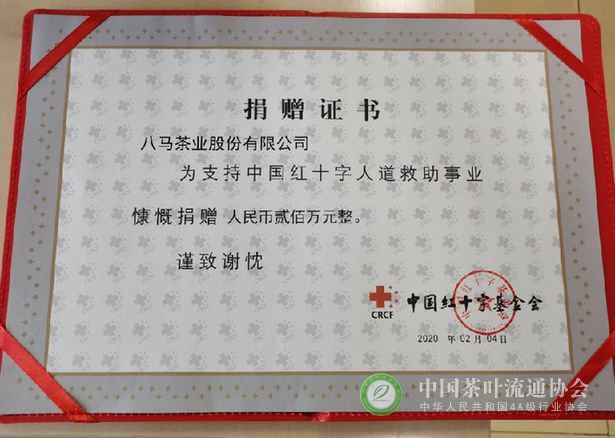 捐赠证书
八马茶业股份有限公司
为支持中国红十字人道救助事业
慷慨捐赠 人民币贰佰万元整。
谨致谢忱
CRCF
中国红十字基金会
2020 年 02 月 04 日
中国茶叶流通协会
中华人民共和国4A级行业协会